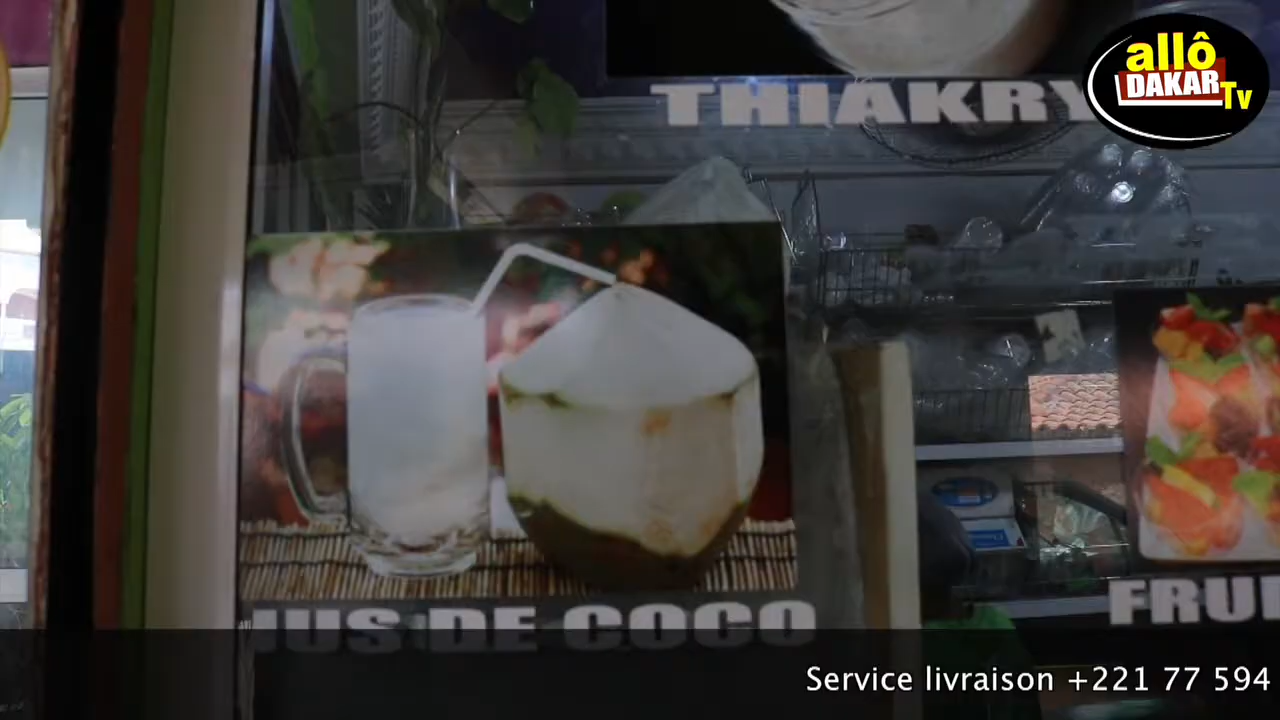 allô
DAKAR
Tv
THIAKRY
JUS DE COCO
FRUI
Service livraison +221 77 594